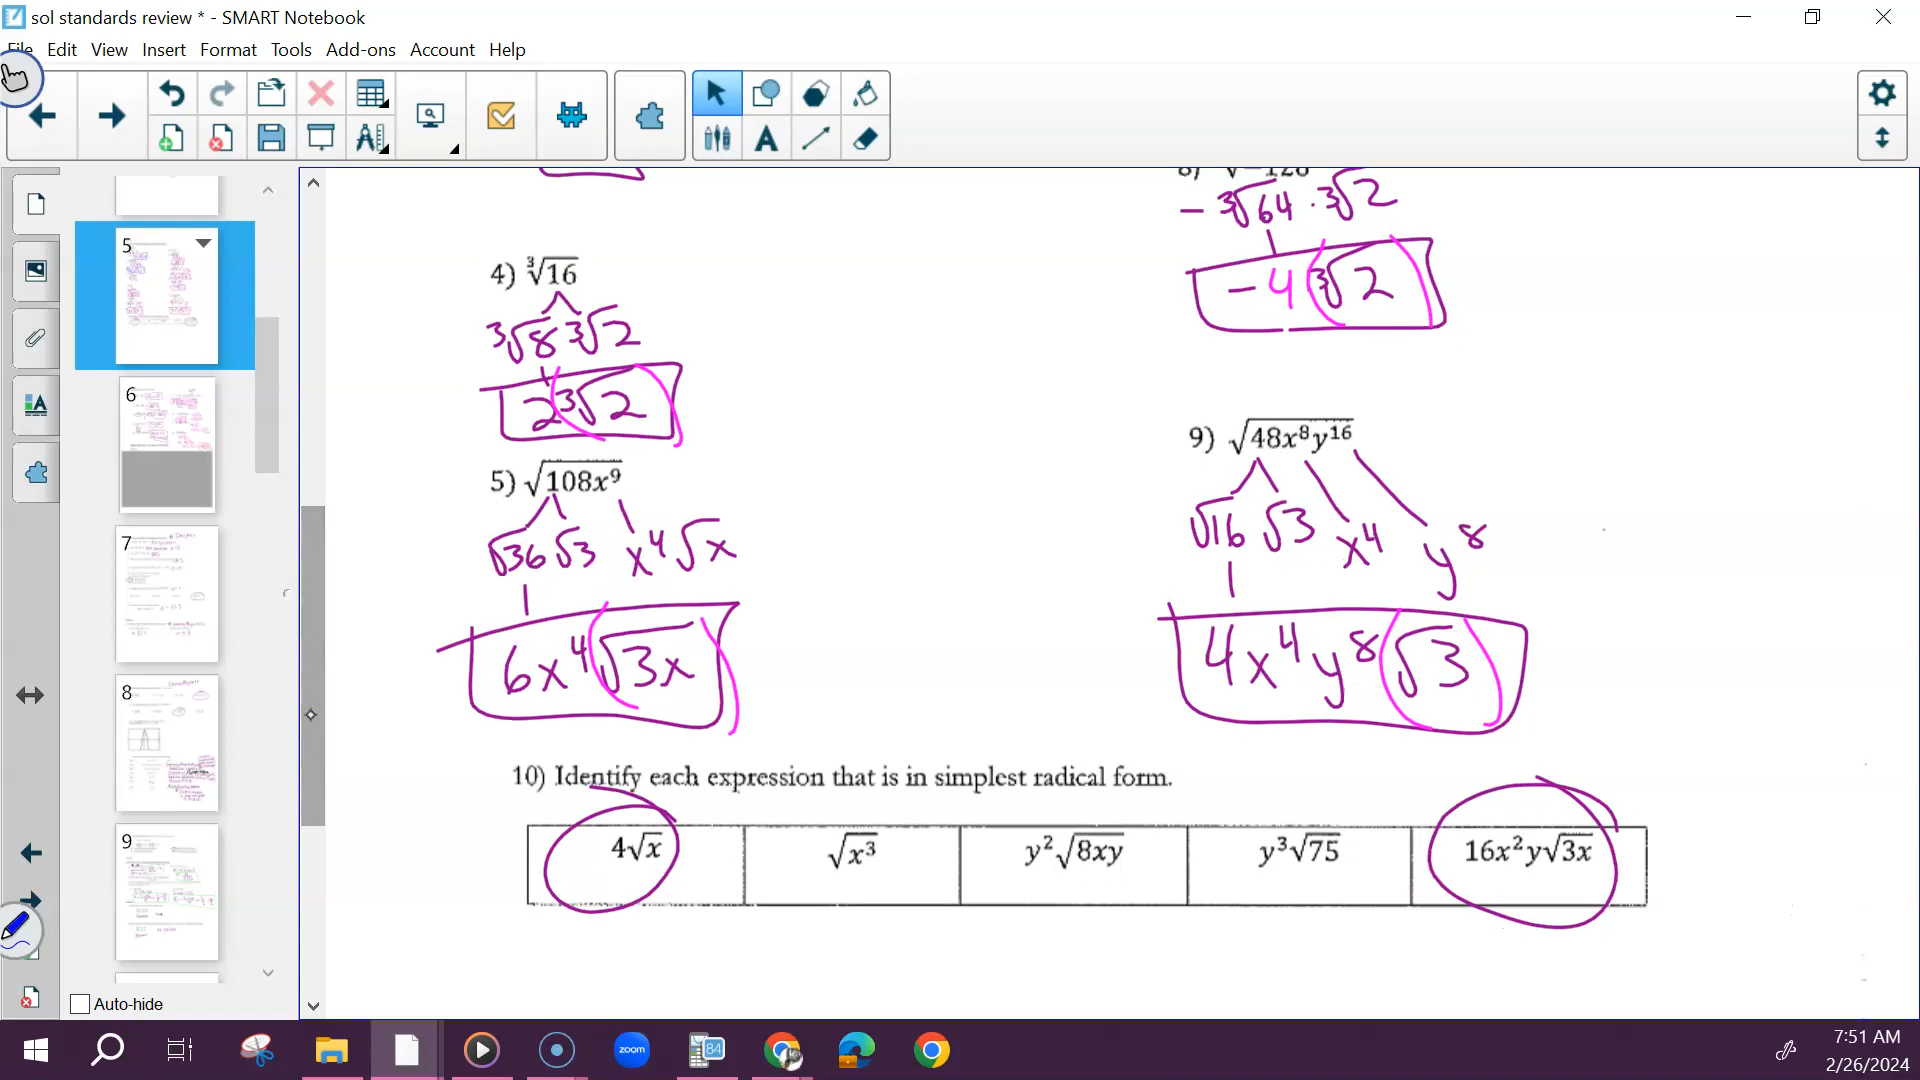 sol standards review * - SMART Notebook
File Edit View Insert Format Tools Add-ons Account Help
5
6
7
8
9
Auto-hide
-∛64 · ∛2
-4∛2
4) ∛16
∛8 ∛2
2∛2
5) √108x⁹
√36 √3 x⁴√x
6x⁴√3x
9) √48x⁸y¹⁶
√16 √3 x⁴ y⁸
4x⁴y⁸√3
10) Identify each expression that is in simplest radical form.
4√x √x³ y²√8xy y³√75 16x²y√3x
zoom
84
7:51 AM
2/26/2024